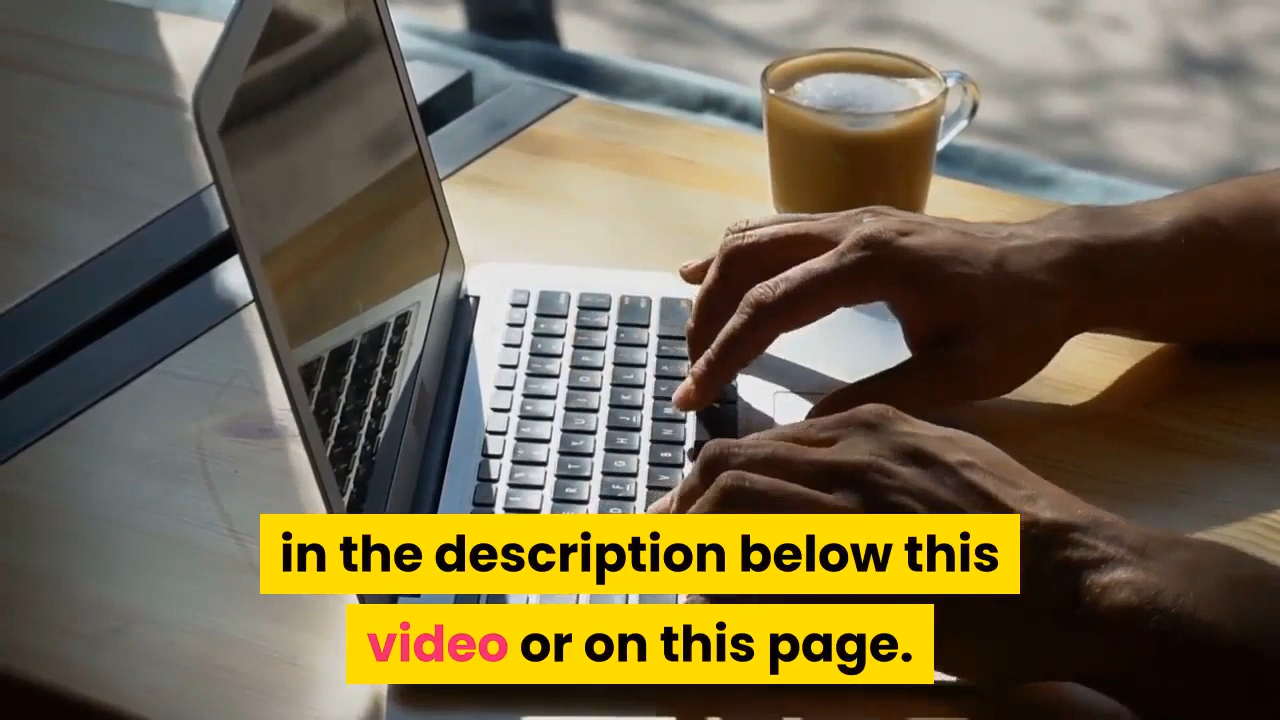 in the description below this
video or on this page.